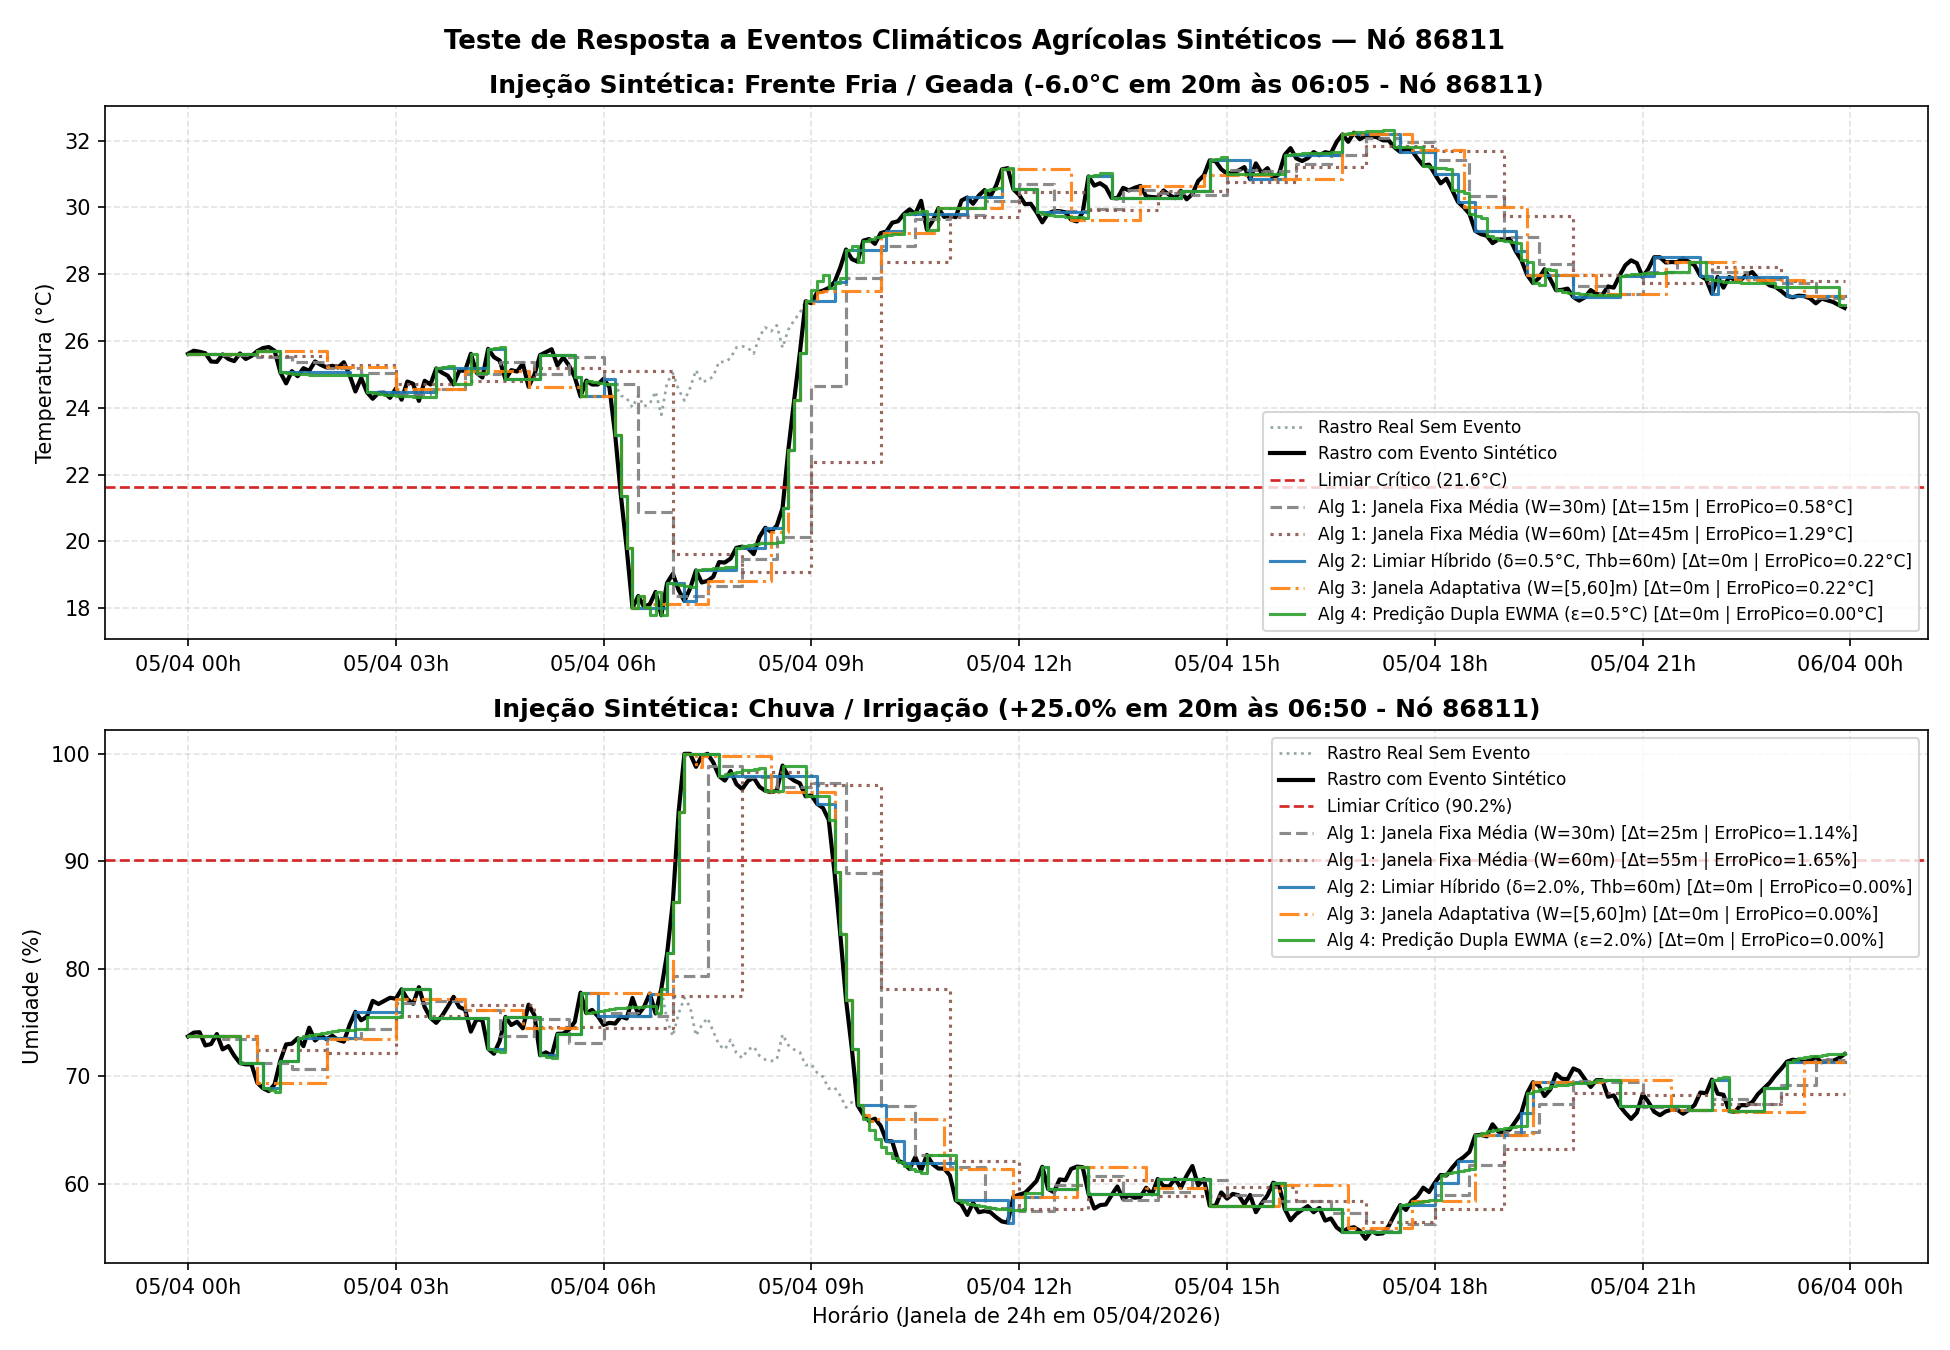 Teste de Resposta a Eventos Climáticos Agrícolas Sintéticos — Nó 86811
Injeção Sintética: Frente Fria / Geada (-6.0°C em 20m às 06:05 - Nó 86811)
Temperatura (°C)
32
30
28
26
24
22
20
18
Rastro Real Sem Evento
Rastro com Evento Sintético
Limiar Crítico (21.6°C)
Alg 1: Janela Fixa Média (W=30m) [Δt=15m | ErroPico=0.58°C]
Alg 1: Janela Fixa Média (W=60m) [Δt=45m | ErroPico=1.29°C]
Alg 2: Limiar Híbrido (δ=0.5°C, Thb=60m) [Δt=0m | ErroPico=0.22°C]
Alg 3: Janela Adaptativa (W=[5,60]m) [Δt=0m | ErroPico=0.22°C]
Alg 4: Predição Dupla EWMA (ε=0.5°C) [Δt=0m | ErroPico=0.00°C]
05/04 00h 05/04 03h 05/04 06h 05/04 09h 05/04 12h 05/04 15h 05/04 18h 05/04 21h 06/04 00h
Injeção Sintética: Chuva / Irrigação (+25.0% em 20m às 06:50 - Nó 86811)
Umidade (%)
100
90
80
70
60
Rastro Real Sem Evento
Rastro com Evento Sintético
Limiar Crítico (90.2%)
Alg 1: Janela Fixa Média (W=30m) [Δt=25m | ErroPico=1.14%]
Alg 1: Janela Fixa Média (W=60m) [Δt=55m | ErroPico=1.65%]
Alg 2: Limiar Híbrido (δ=2.0%, Thb=60m) [Δt=0m | ErroPico=0.00%]
Alg 3: Janela Adaptativa (W=[5,60]m) [Δt=0m | ErroPico=0.00%]
Alg 4: Predição Dupla EWMA (ε=2.0%) [Δt=0m | ErroPico=0.00%]
05/04 00h 05/04 03h 05/04 06h 05/04 09h 05/04 12h 05/04 15h 05/04 18h 05/04 21h 06/04 00h
Horário (Janela de 24h em 05/04/2026)